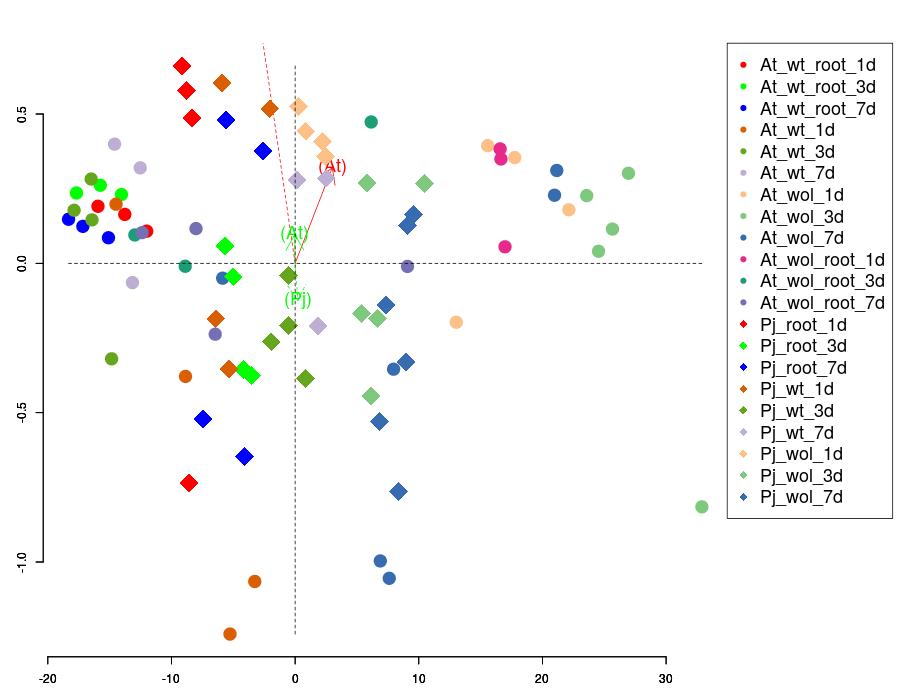 At_wt_root_1d
At_wt_root_3d
At_wt_root_7d
At_wt_1d
At_wt_3d
At_wt_7d
At_wol_1d
At_wol_3d
At_wol_7d
At_wol_root_1d
At_wol_root_3d
At_wol_root_7d
Pj_root_1d
Pj_root_3d
Pj_root_7d
Pj_wt_1d
Pj_wt_3d
Pj_wt_7d
Pj_wol_1d
Pj_wol_3d
Pj_wol_7d
0.5
0.0
-0.5
-1.0
(At)
(At)
(Pj)
-20 -10 0 10 20 30